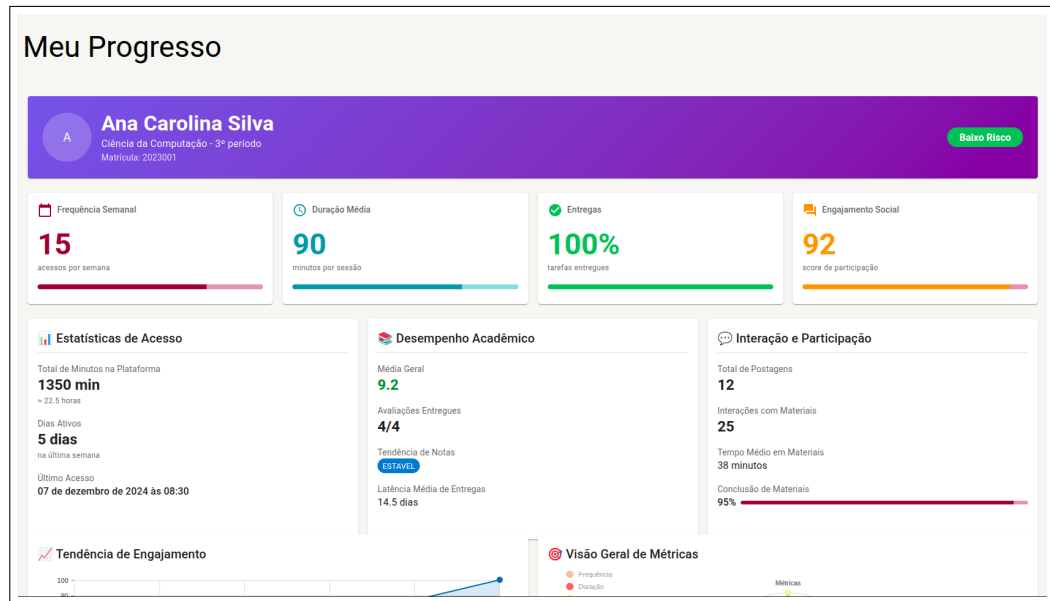 Meu Progresso
A
Ana Carolina Silva
Ciência da Computação - 3º período
Matrícula: 2023001
Baixo Risco
Frequência Semanal
15
acessos por semana
Duração Média
90
minutos por sessão
Entregas
100%
tarefas entregues
Engajamento Social
92
score de participação
Estatísticas de Acesso
Total de Minutos na Plataforma
1350 min
≈ 22.5 horas
Dias Ativos
5 dias
na última semana
Último Acesso
07 de dezembro de 2024 às 08:30
Desempenho Acadêmico
Média Geral
9.2
Avaliações Entregues
4/4
Tendência de Notas
ESTAVEL
Latência Média de Entregas
14.5 dias
Interação e Participação
Total de Postagens
12
Interações com Materiais
25
Tempo Médio em Materiais
38 minutos
Conclusão de Materiais
95%
Tendência de Engajamento
100
90
Visão Geral de Métricas
Frequência
Duração
Métricas